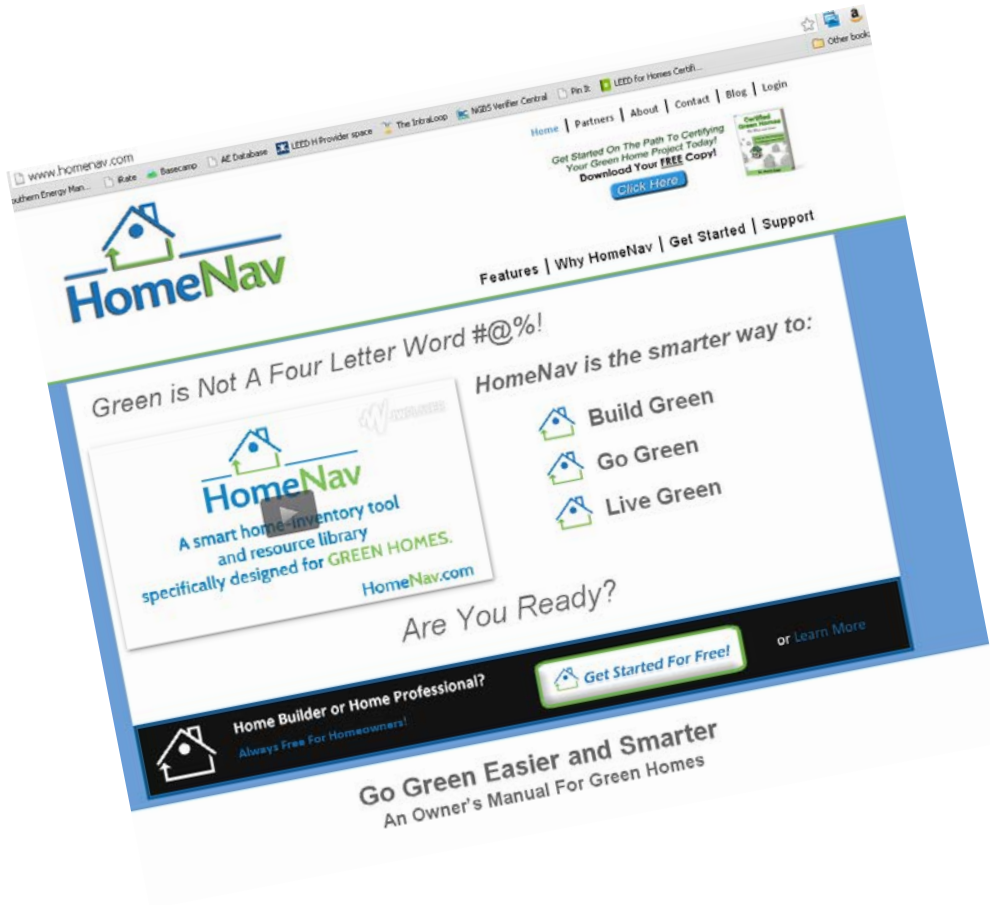 www.homenav.com
Other book
outhern Energy Man...
iRate
Basecamp
AE Database
LEED H Provider space
The IntraLoop
NGBS Verifier Central
Pin It
LEED for Homes Certifi...
Home | Partners | About | Contact | Blog | Login
Get Started On The Path To Certifying
Your Green Home Project Today!
Download Your FREE Copy!
Click Here
Certified
Green Homes
HomeNav
Features | Why HomeNav | Get Started | Support
Green is Not A Four Letter Word #@%!
HomeNav
A smart home-inventory tool
and resource library
specifically designed for GREEN HOMES.
HomeNav.com
HomeNav is the smarter way to:
Build Green
Go Green
Live Green
Are You Ready?
Home Builder or Home Professional?
Always Free For Homeowners!
Get Started For Free!
or Learn More
Go Green Easier and Smarter
An Owner's Manual For Green Homes